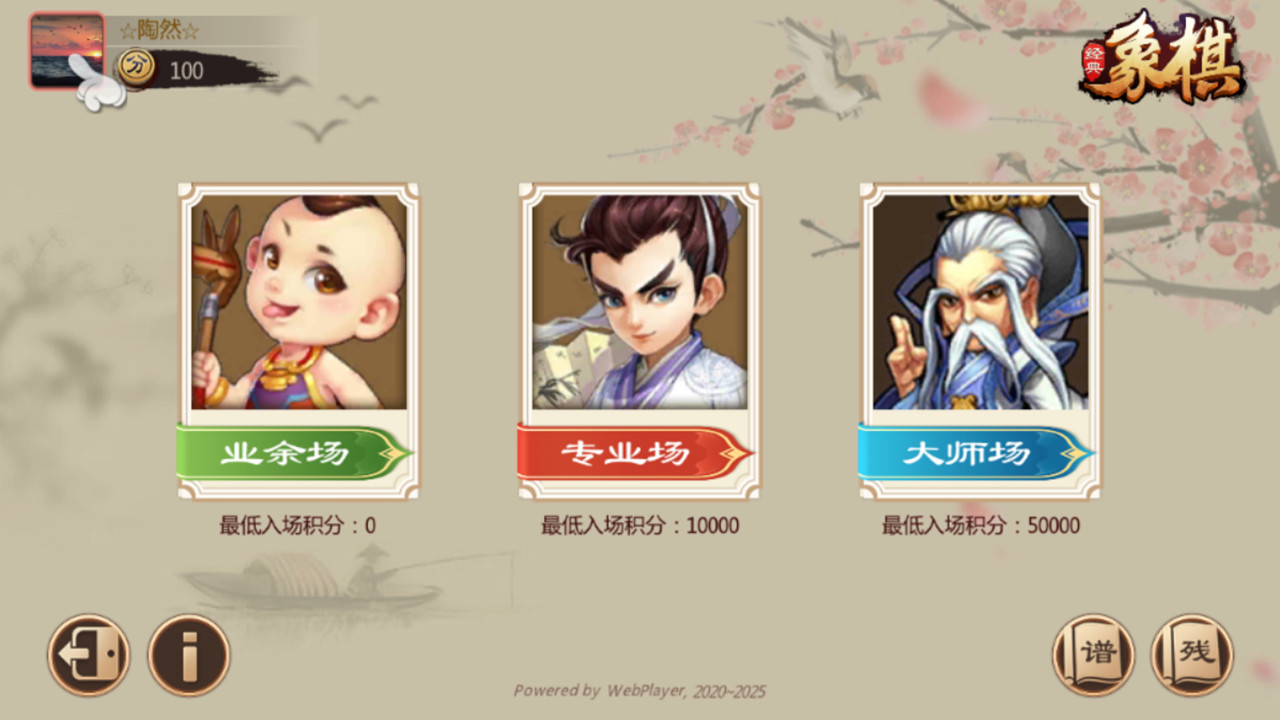 ☆陶然☆
分 100
经典 象棋
业余场
专业场
大师场
最低入场积分：0
最低入场积分：10000
最低入场积分：50000
谱
残
Powered by WebPlayer, 2020~2025